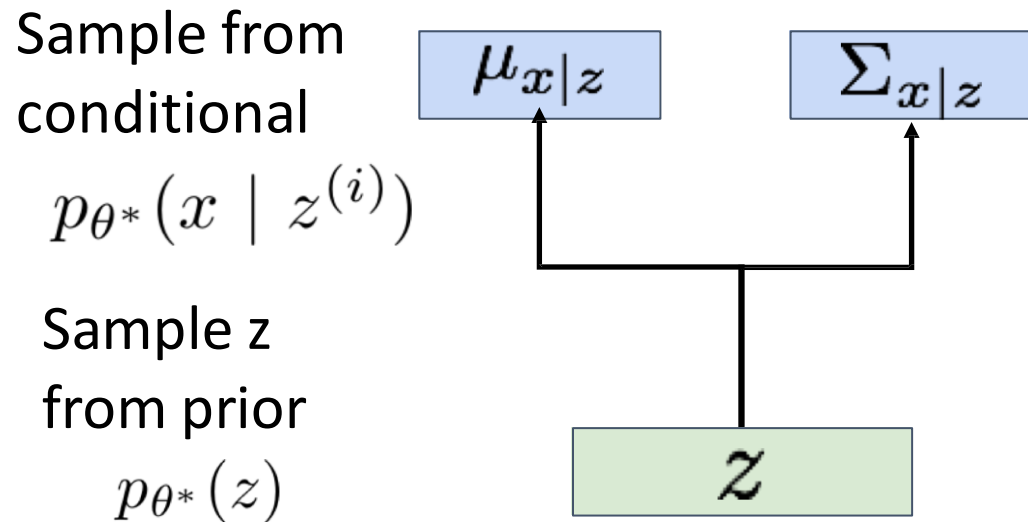 Sample from
conditional
p_{θ*}(x | z^{(i)})
Sample z
from prior
p_{θ*}(z)
μ_{x|z}
Σ_{x|z}
z